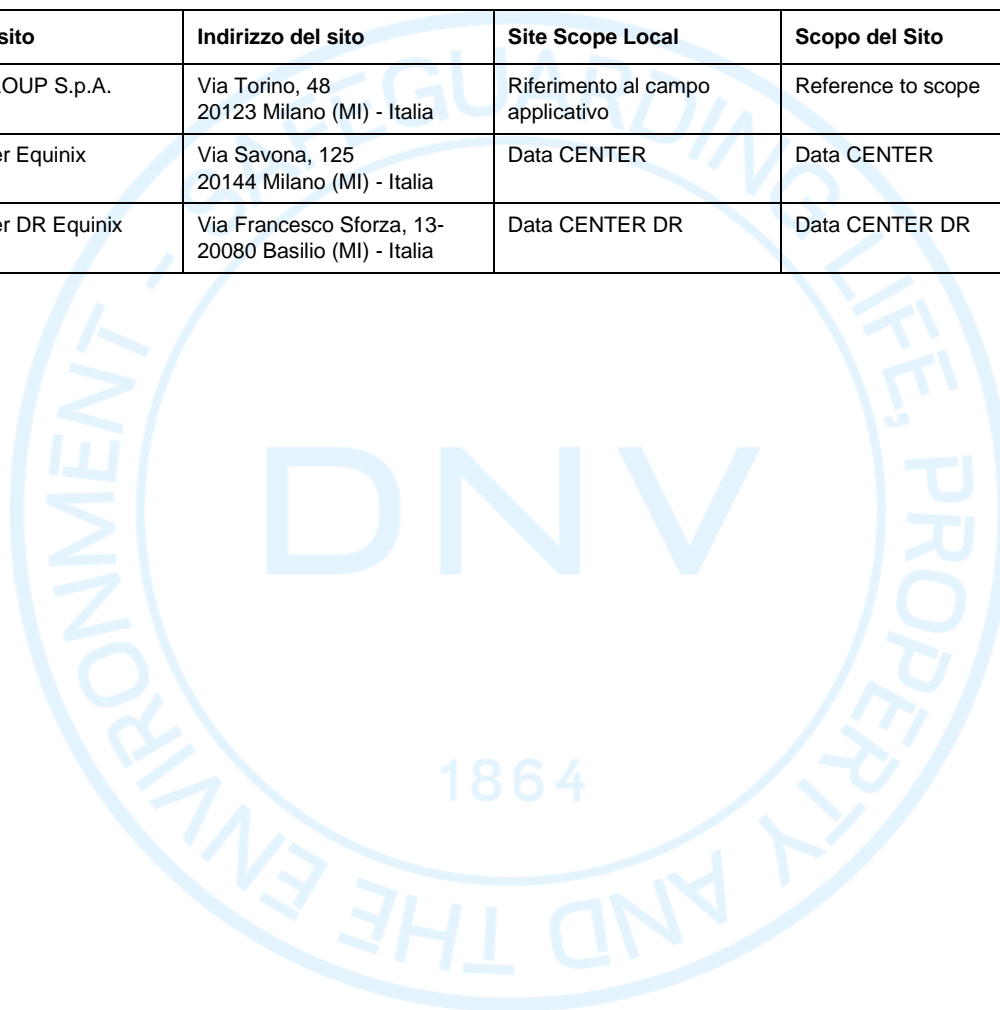 sito Indirizzo del sito Site Scope Local Scopo del Sito
OUP S.p.A. Via Torino, 48 Riferimento al campo Reference to scope
20123 Milano (MI) - Italia applicativo
er Equinix Via Savona, 125 Data CENTER Data CENTER
20144 Milano (MI) - Italia
er DR Equinix Via Francesco Sforza, 13- Data CENTER DR Data CENTER DR
20080 Basilio (MI) - Italia
SAFEGUARDING LIFE, PROPERTY AND THE ENVIRONMENT -
DNV
1864